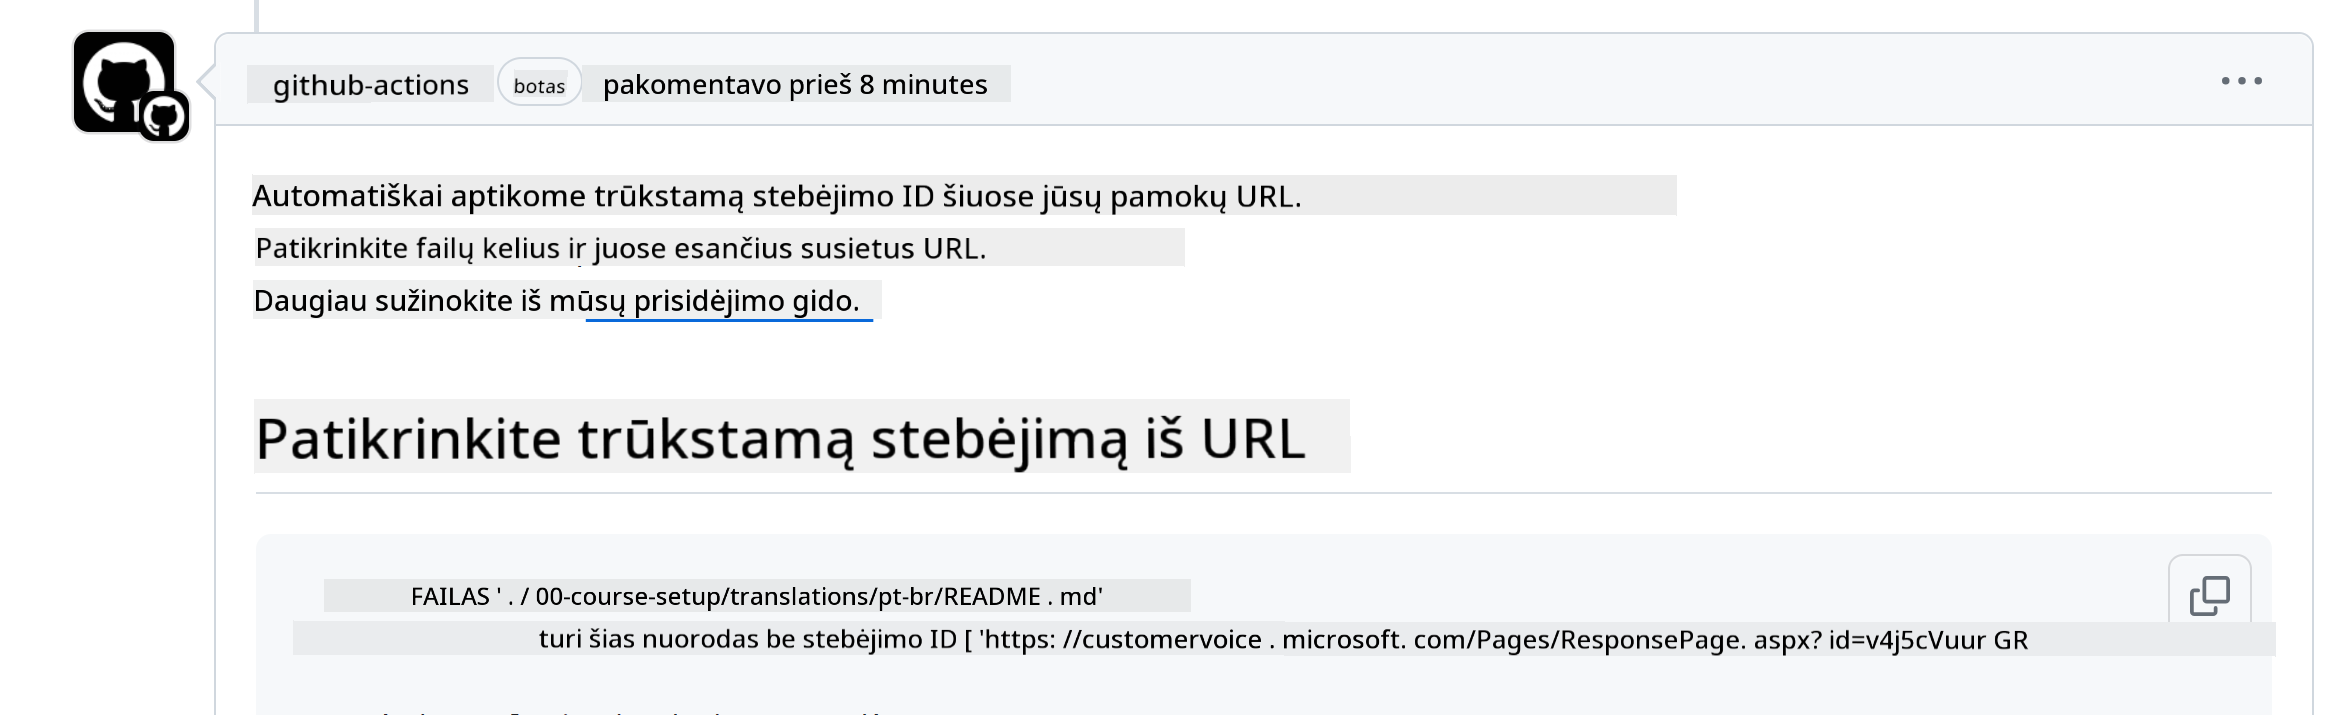 github-actions botas pakomentavo prieš 8 minutes
Automatiškai aptikome trūkstamą stebėjimo ID šiuose jūsų pamokų URL.
Patikrinkite failų kelius ir juose esančius susietus URL.
Daugiau sužinokite iš mūsų prisidėjimo gido.
Patikrinkite trūkstamą stebėjimą iš URL
FAILAS ' . / 00-course-setup/translations/pt-br/README . md'
turi šias nuorodas be stebėjimo ID [ 'https: //customervoice . microsoft. com/Pages/ResponsePage. aspx? id=v4j5cVuur GR